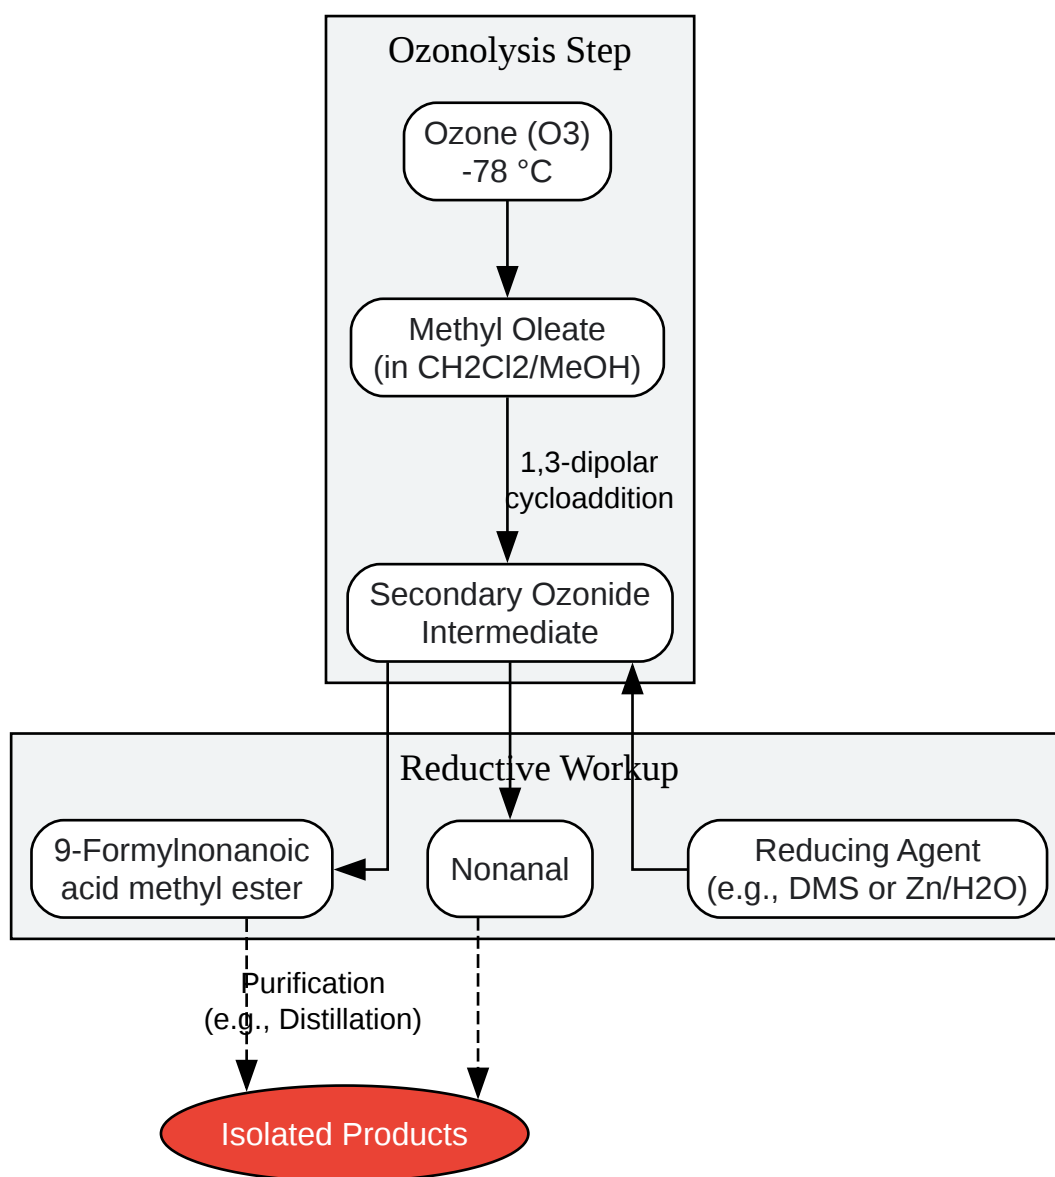 Ozonolysis Step
Ozone (O3)
-78 °C
Methyl Oleate
(in CH2Cl2/MeOH)
1,3-dipolar
cycloaddition
Secondary Ozonide
Intermediate
Reductive Workup
9-Formylnonanoic
acid methyl ester
Nonanal
Reducing Agent
(e.g., DMS or Zn/H2O)
Purification
(e.g., Distillation)
Isolated Products